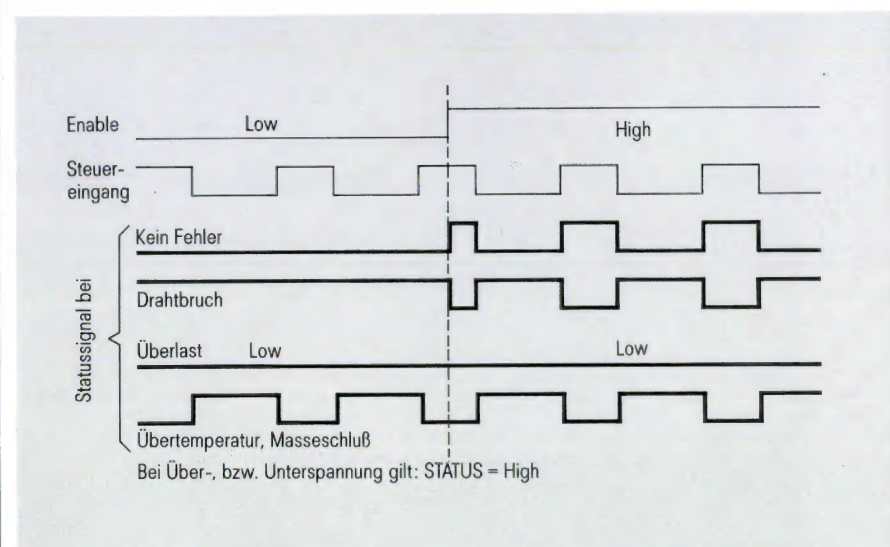 Enable Low High
Steuer-
eingang
Kein Fehler
Drahtbruch
Überlast Low Low
Übertemperatur, Masseschluß
Statussignal bei
Bei Über-, bzw. Unterspannung gilt: STATUS = High